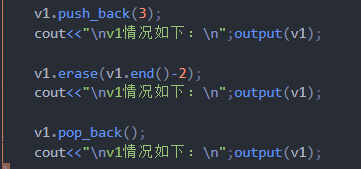 v1.push_back(3);
cout<<"\nv1情况如下：\n";output(v1);
v1.erase(v1.end()-2);
cout<<"\nv1情况如下：\n";output(v1);
v1.pop_back();
cout<<"\nv1情况如下：\n";output(v1);